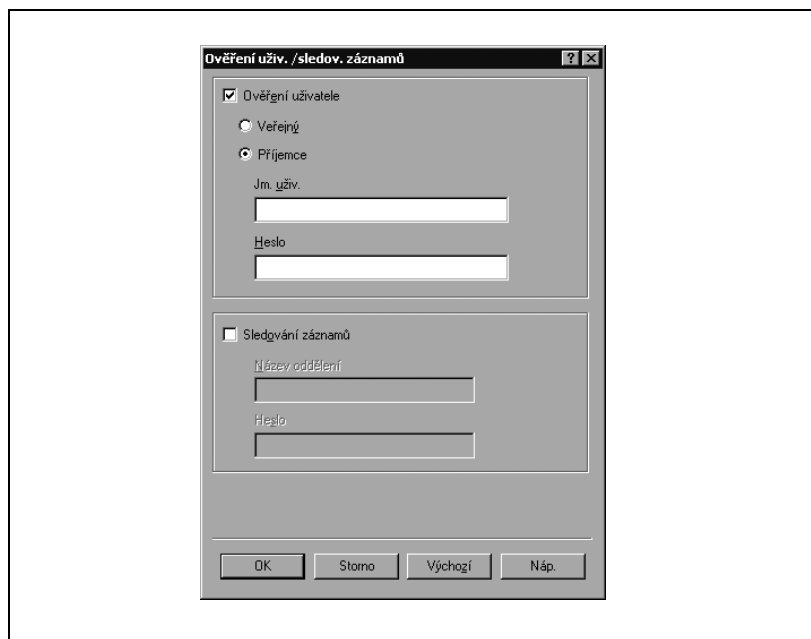 Ověření uživ. /sledov. záznamů
Ověření uživatele
Veřejný
Příjemce
Jm. uživ.
Heslo
Sledování záznamů
Název oddělení
Heslo
OK Storno Výchozí Náp.